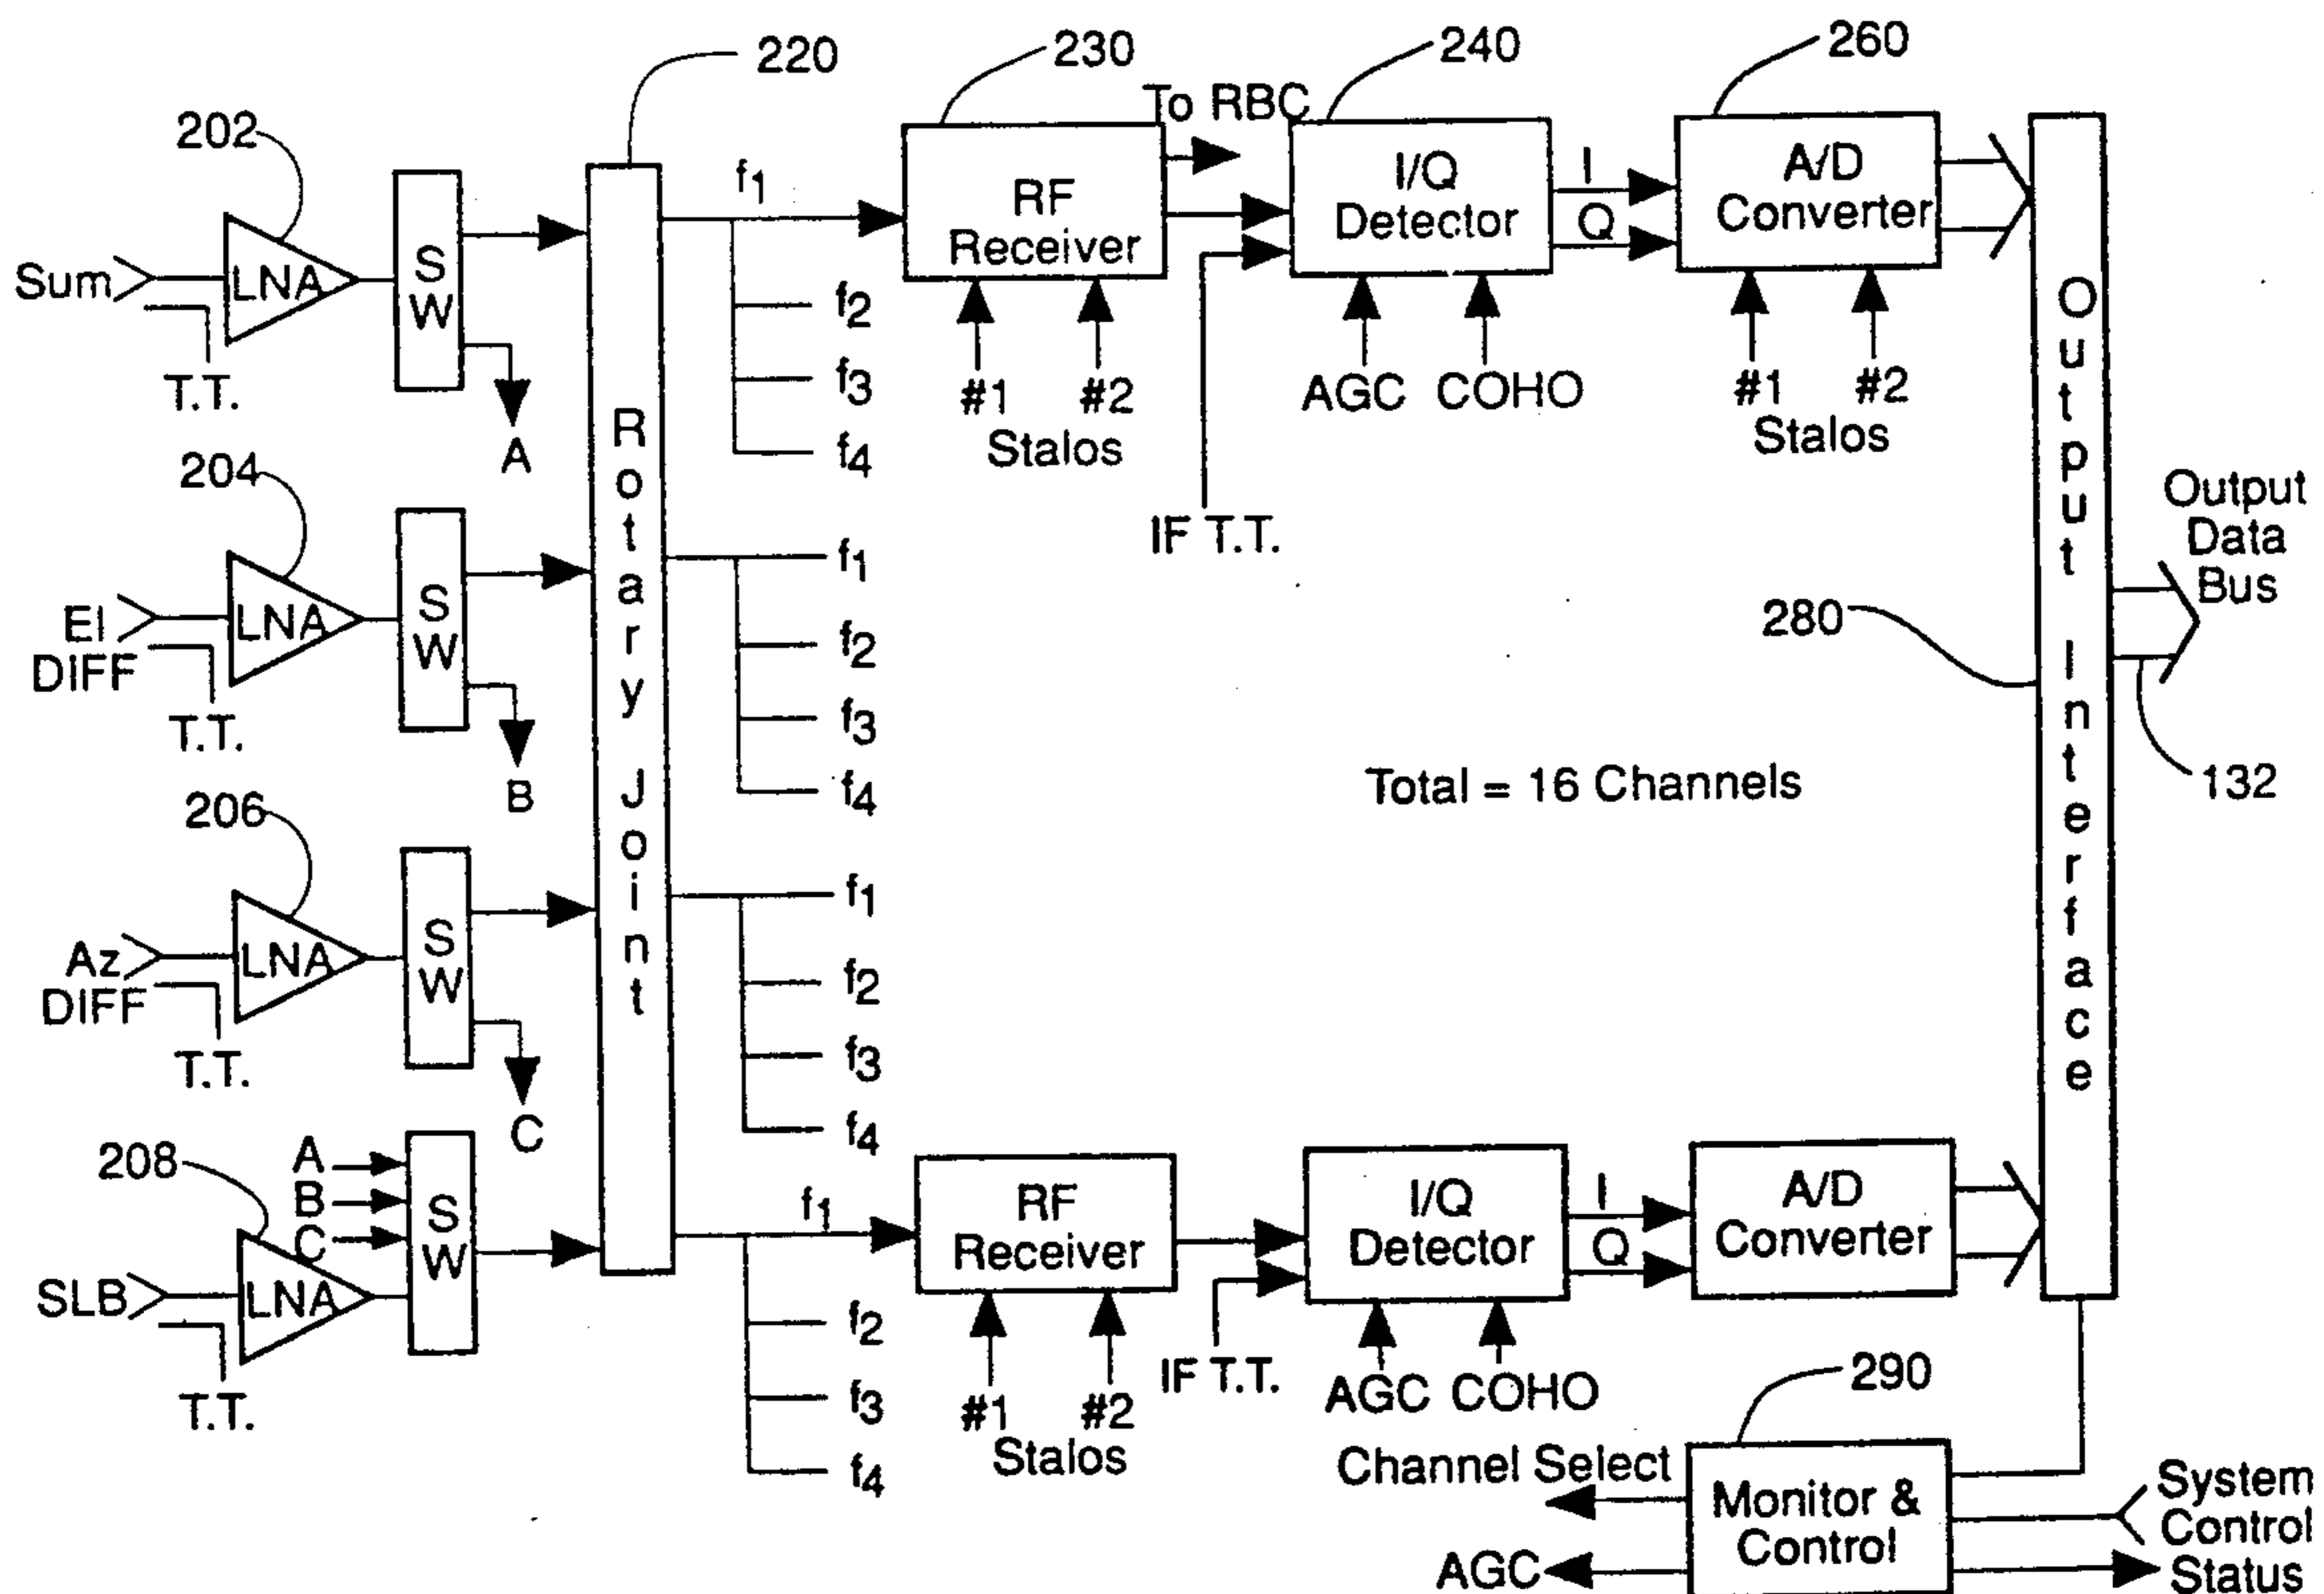 220
230
240
260
202
To RBC
f1
RF
Receiver
I/Q
Detector
I
Q
A/D
Converter
Sum
LNA
S
W
T.T.
A
f2
f3
f4
#1
#2
Stalos
AGC
COHO
#1
#2
Stalos
IF T.T.
Rotary Joint
Output Interface
Output
Data
Bus
204
El
DIFF
LNA
S
W
T.T.
B
f1
f2
f3
f4
280
132
Total = 16 Channels
206
Az
DIFF
LNA
S
W
T.T.
C
f1
f2
f3
f4
208
A
B
C
SLB
LNA
S
W
T.T.
f1
f2
f3
f4
RF
Receiver
#1
#2
Stalos
IF T.T.
I/Q
Detector
AGC
COHO
I
Q
A/D
Converter
290
Channel Select
AGC
Monitor &
Control
System
Control
Status